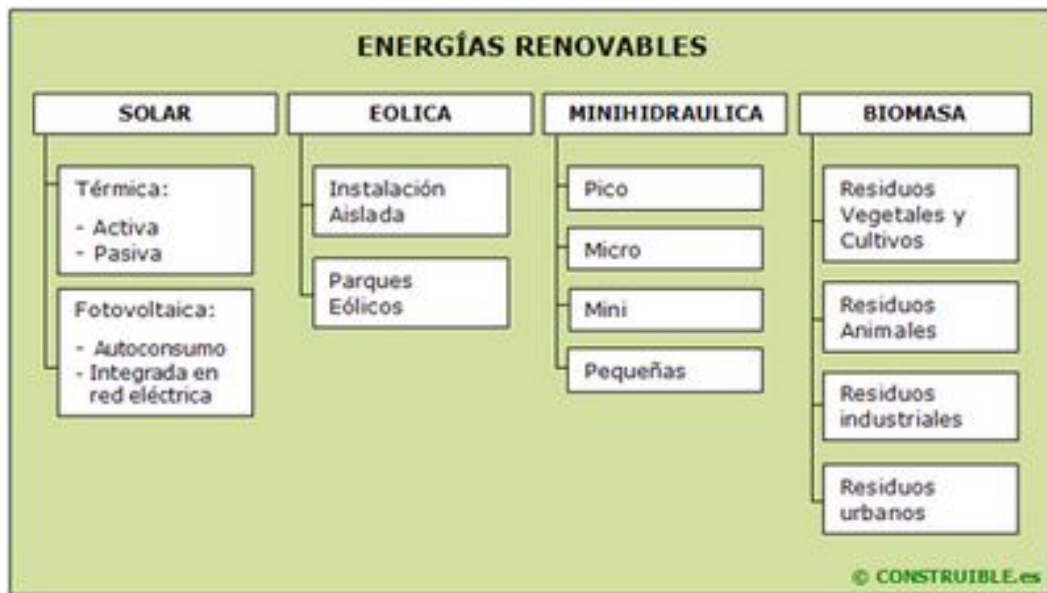 ENERGÍAS RENOVABLES
SOLAR
Térmica:
- Activa
- Pasiva
Fotovoltaica:
- Autoconsumo
- Integrada en
red eléctrica
EOLICA
Instalación
Aislada
Parques
Eólicos
MINIHIDRAULICA
Pico
Micro
Mini
Pequeñas
BIOMASA
Residuos
Vegetales y
Cultivos
Residuos
Animales
Residuos
industriales
Residuos
urbanos
© CONSTRUIBLE.es